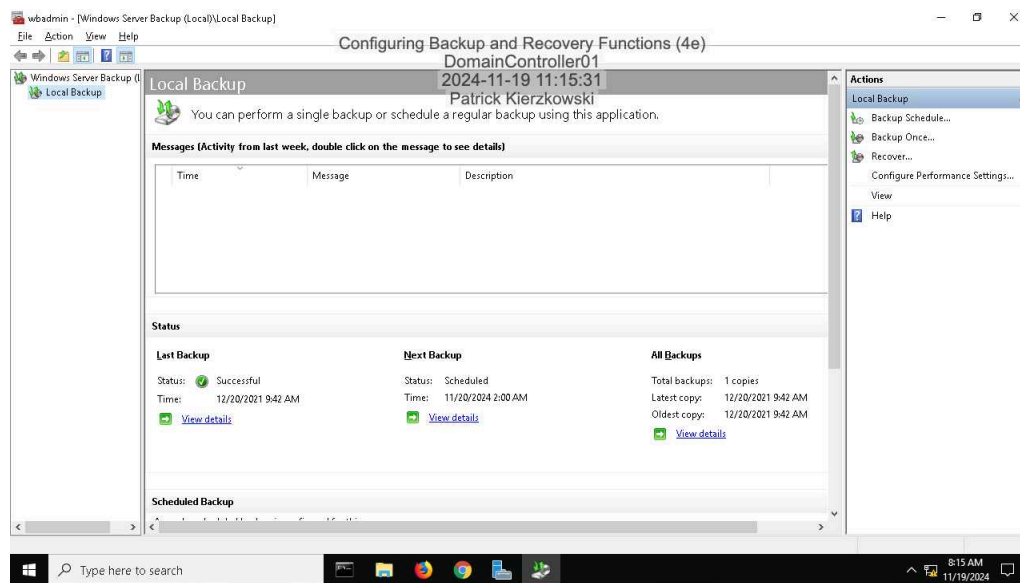 wbadmin - [Windows Server Backup (Local)\Local Backup]
File Action View Help
Configuring Backup and Recovery Functions (4e)
DomainController01
2024-11-19 11:15:31
Patrick Kierzkowski
Windows Server Backup (L
Local Backup
Local Backup
You can perform a single backup or schedule a regular backup using this application.
Messages (Activity from last week, double click on the message to see details)
Time Message Description
Status
Last Backup
Status: Successful
Time: 12/20/2021 9:42 AM
View details
Next Backup
Status: Scheduled
Time: 11/20/2024 2:00 AM
View details
All Backups
Total backups: 1 copies
Latest copy: 12/20/2021 9:42 AM
Oldest copy: 12/20/2021 9:42 AM
View details
Scheduled Backup
Actions
Local Backup
Backup Schedule...
Backup Once...
Recover...
Configure Performance Settings...
View
Help
Type here to search
8:15 AM
11/19/2024